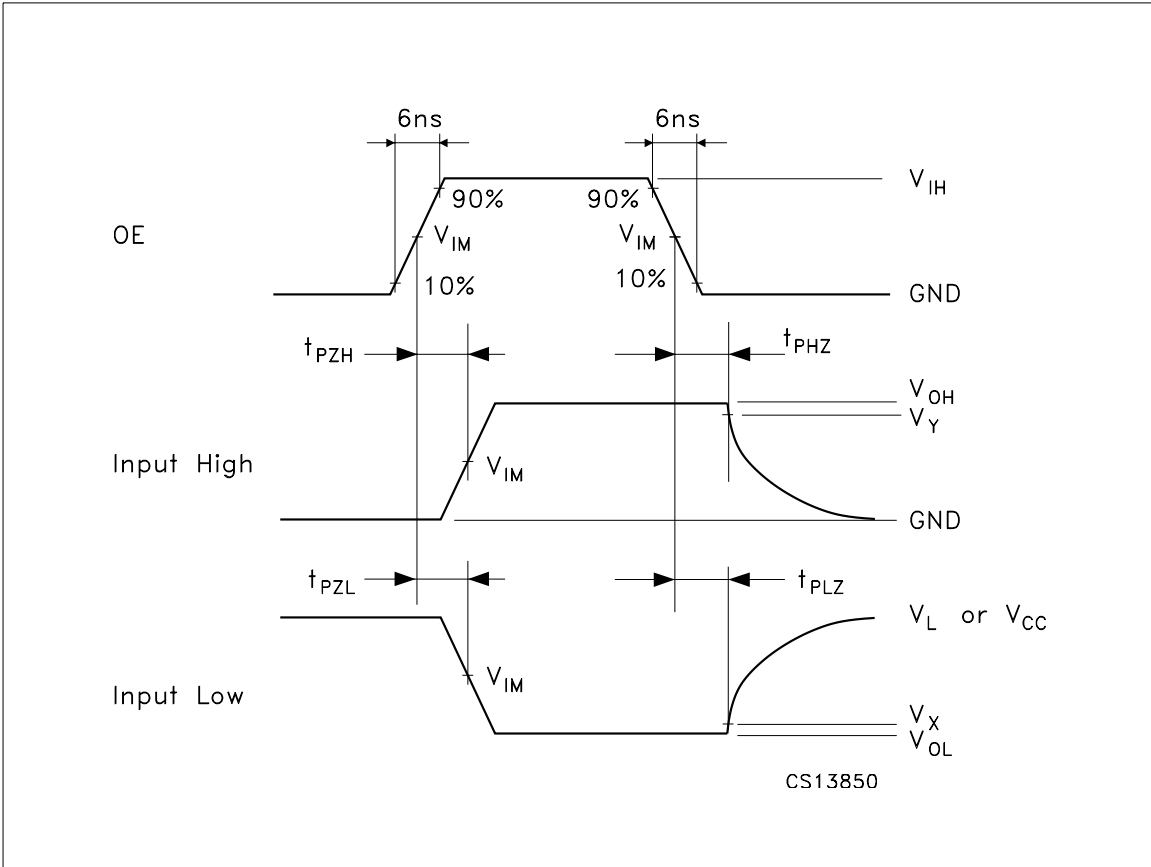 6ns 6ns
V_IH
90% 90%
OE V_IM V_IM
10% 10%
GND
t_PZH t_PHZ
V_OH
V_Y
Input High V_IM
GND
t_PZL t_PLZ
V_L or V_CC
Input Low V_IM
V_X
V_OL
CS13850